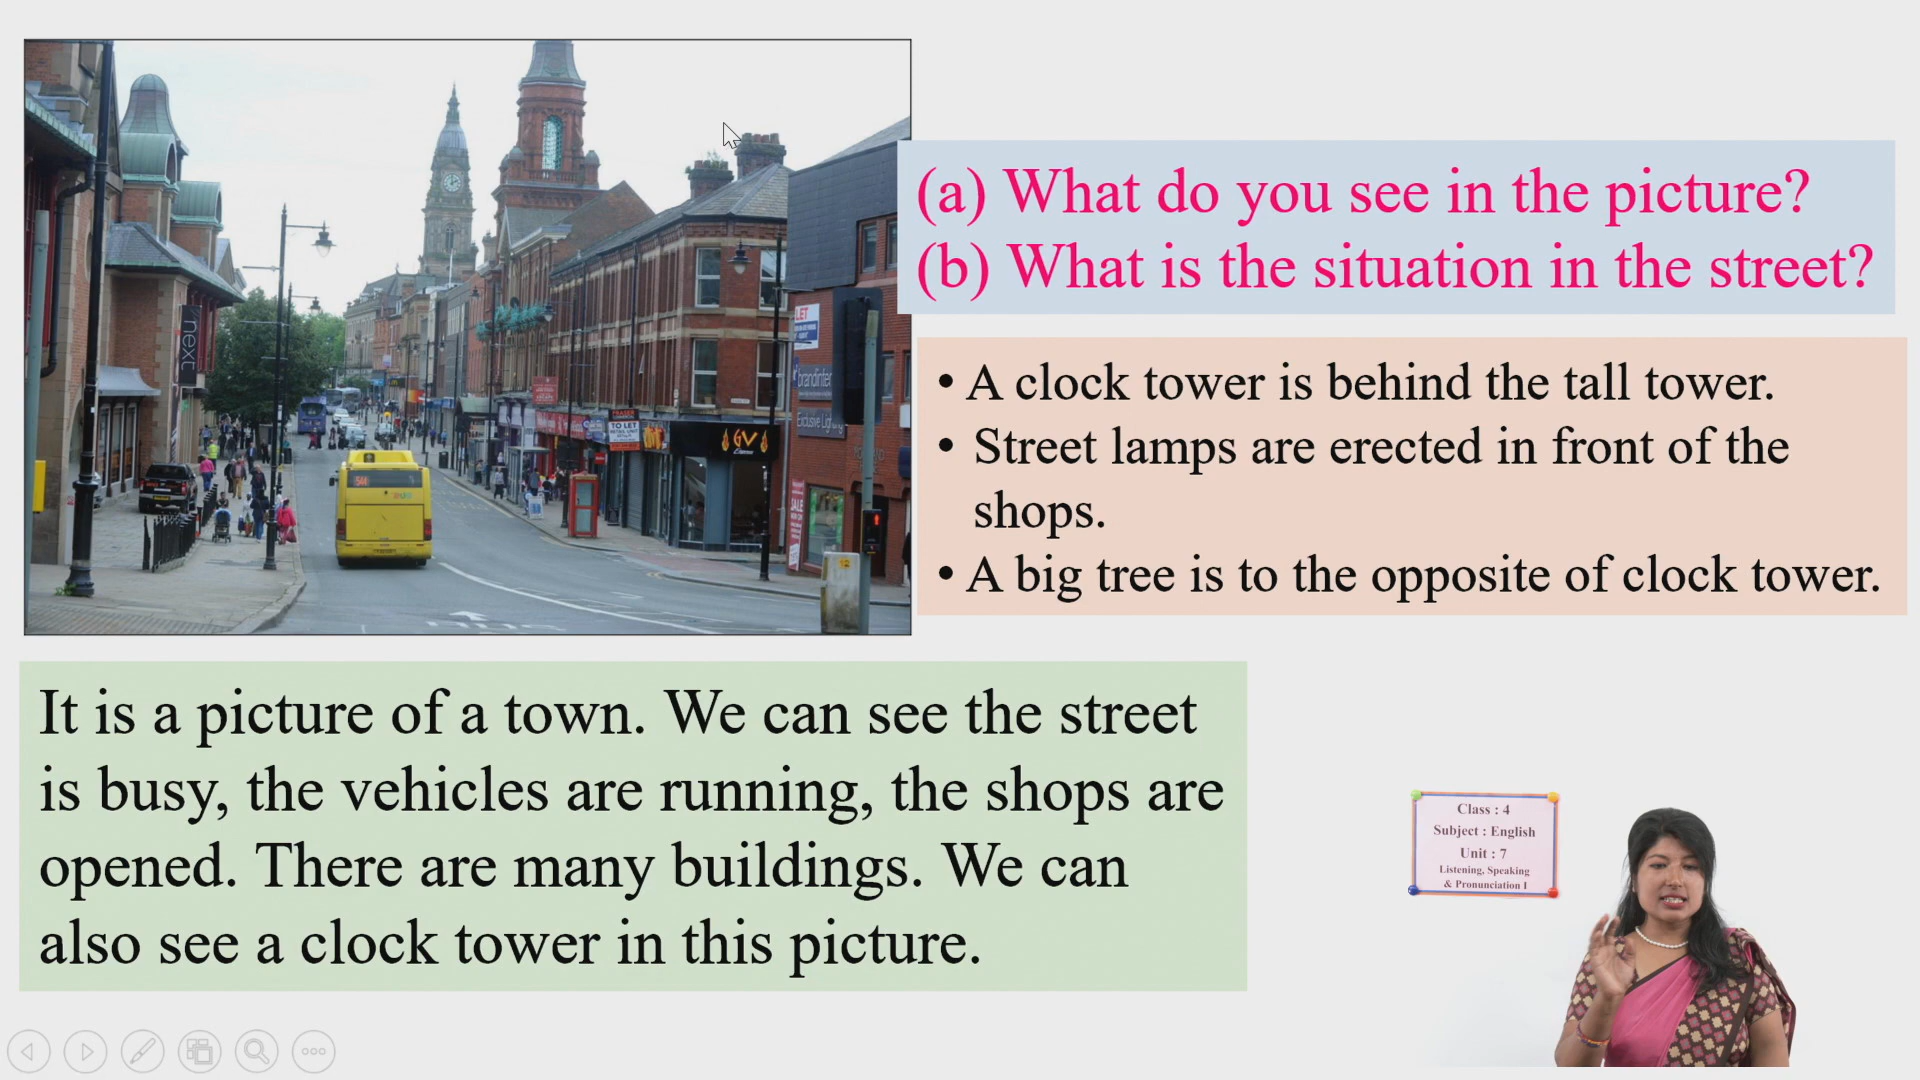 (a) What do you see in the picture?
(b) What is the situation in the street?
• A clock tower is behind the tall tower.
• Street lamps are erected in front of the
shops.
• A big tree is to the opposite of clock tower.
next
544
LET
TO LET
GV
SALE
It is a picture of a town. We can see the street
is busy, the vehicles are running, the shops are
opened. There are many buildings. We can
also see a clock tower in this picture.
Class : 4
Subject : English
Unit : 7
Listening, Speaking
& Pronunciation I